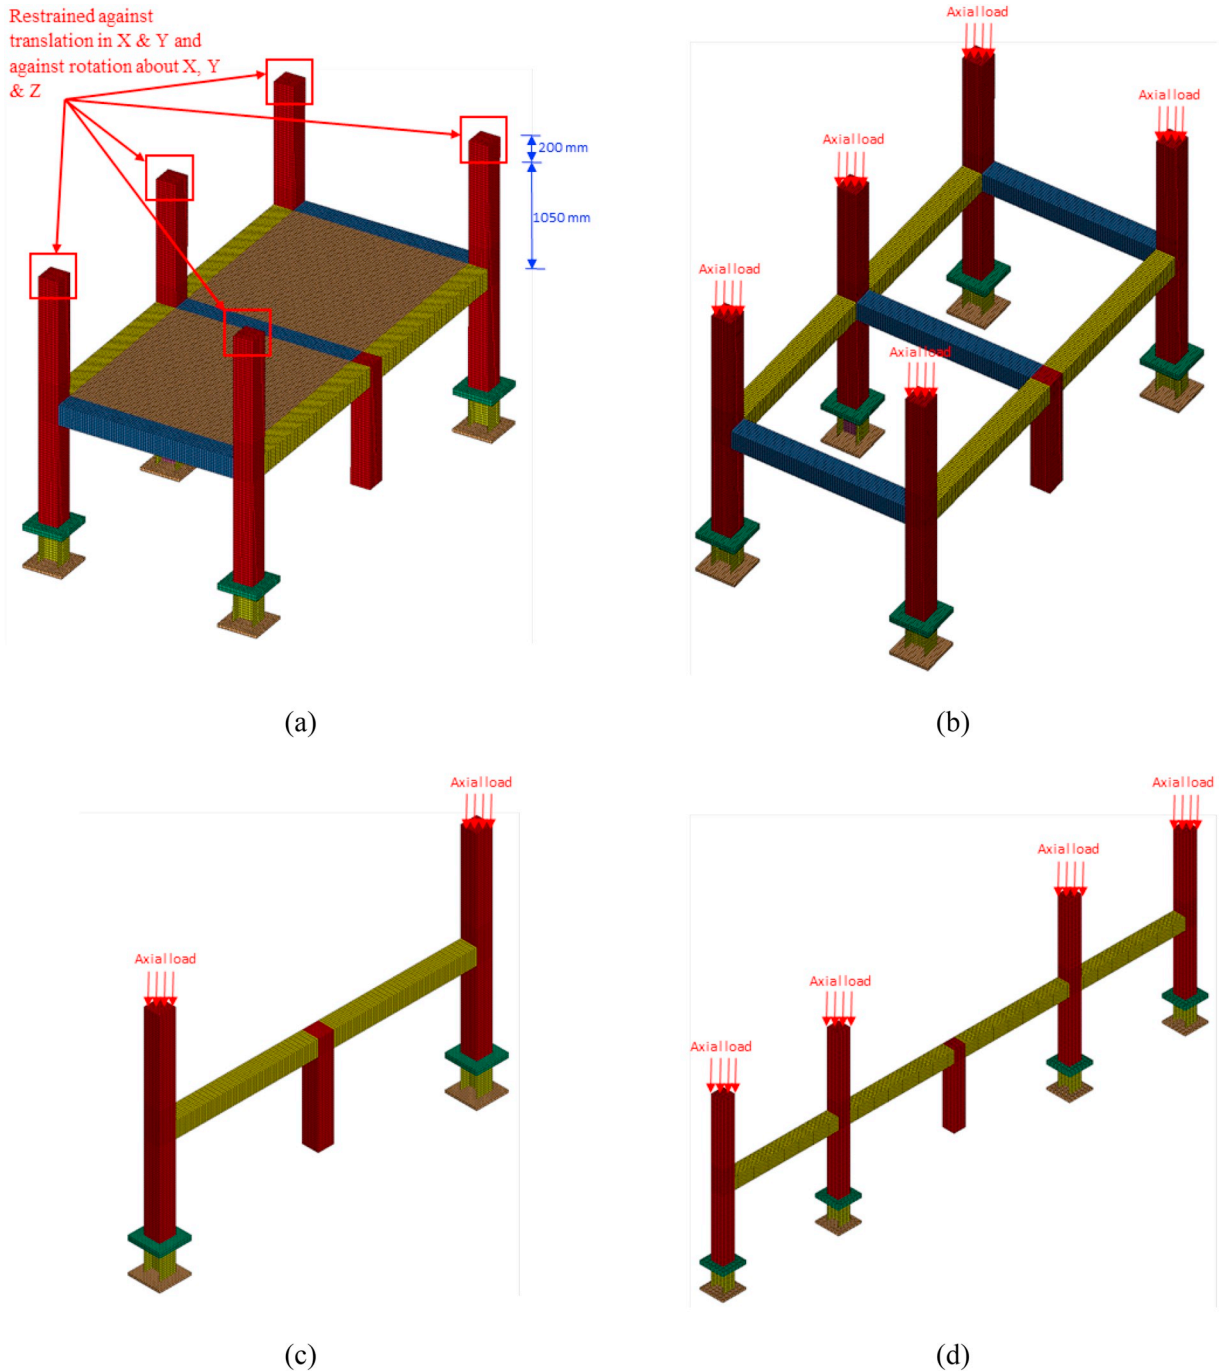 Restrained against
translation in X & Y and
against rotation about X, Y
& Z
200 mm
1050 mm
(a)
Axial load
Axial load
Axial load
Axial load
Axial load
(b)
Axial load
Axial load
(c)
Axial load
Axial load
Axial load
Axial load
(d)